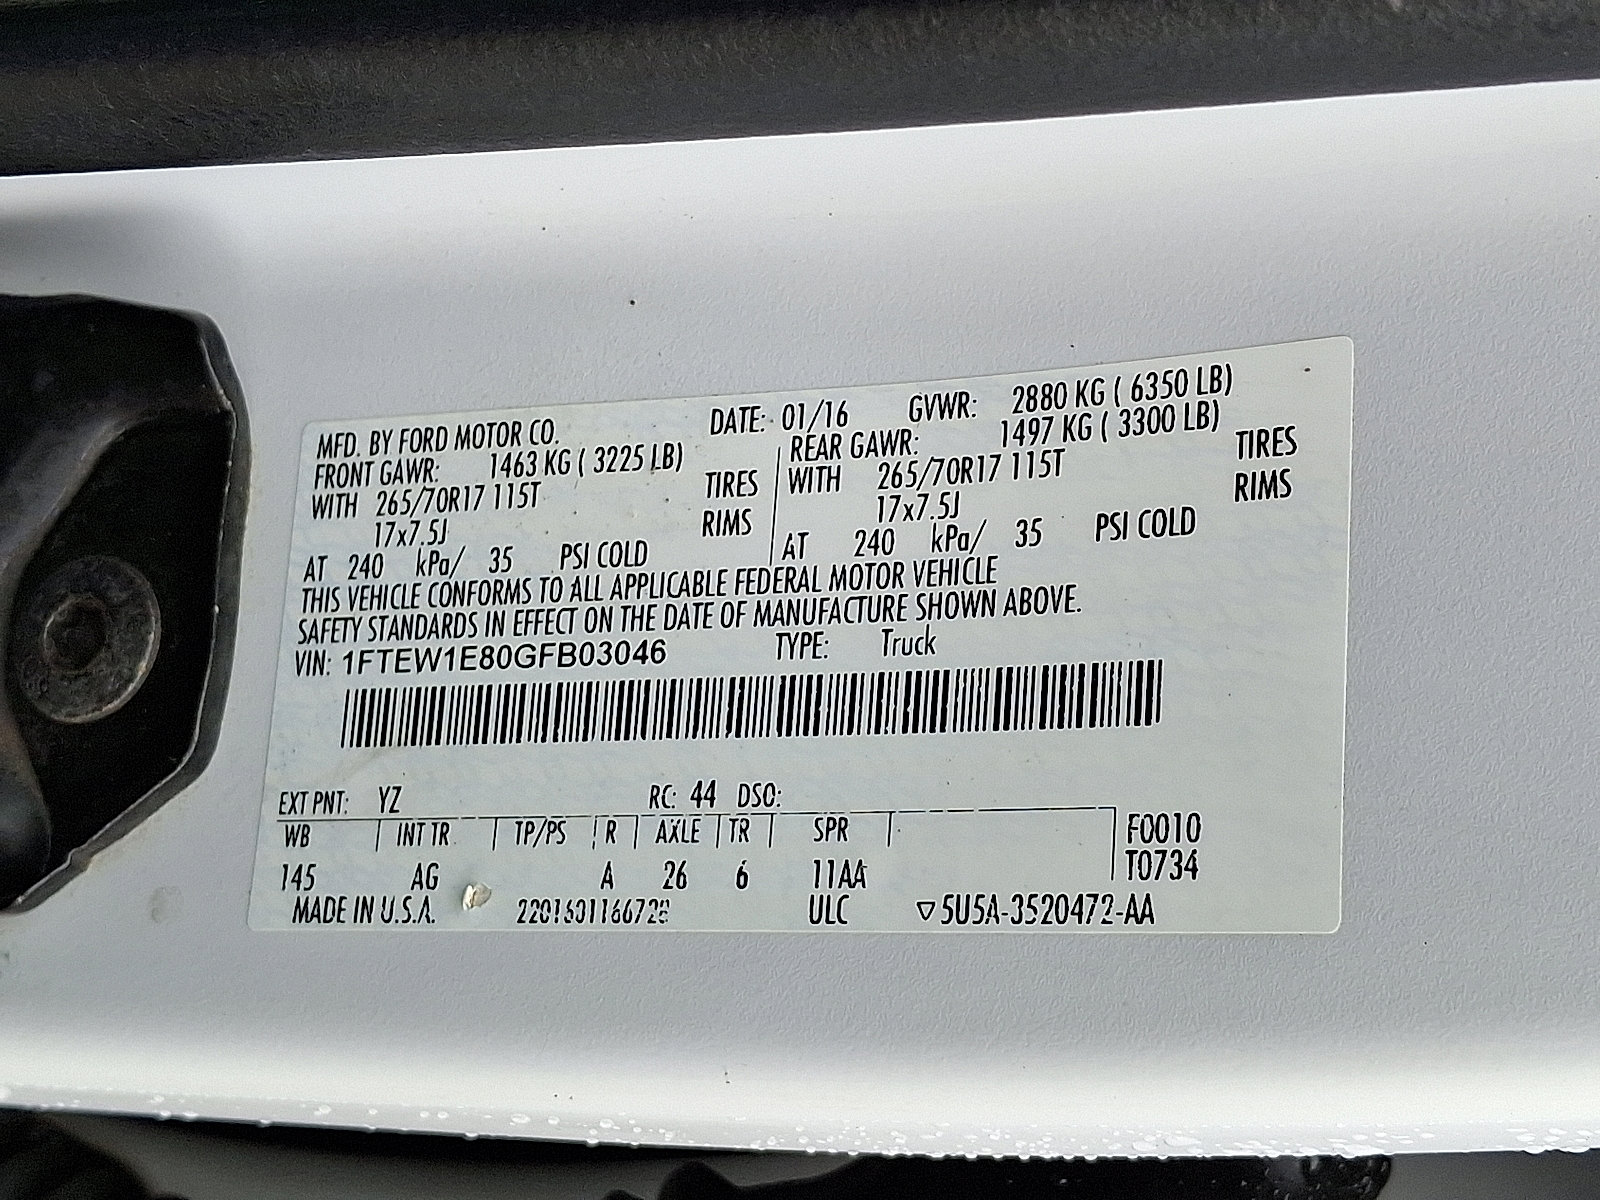 MFD. BY FORD MOTOR CO. DATE: 01/16 GVWR: 2880 KG ( 6350 LB)
FRONT GAWR: 1463 KG ( 3225 LB) REAR GAWR: 1497 KG ( 3300 LB)
WITH 265/70R17 115T TIRES WITH 265/70R17 115T TIRES
17x7.5J RIMS 17x7.5J RIMS
AT 240 kPa/ 35 PSI COLD AT 240 kPa/ 35 PSI COLD
THIS VEHICLE CONFORMS TO ALL APPLICABLE FEDERAL MOTOR VEHICLE
SAFETY STANDARDS IN EFFECT ON THE DATE OF MANUFACTURE SHOWN ABOVE.
VIN: 1FTEW1E80GFB03046 TYPE: Truck
EXT PNT: YZ RC: 44 DSO:
WB INT TR TP/PS R AXLE TR SPR F0010
145 AG A 26 6 11AA T0734
MADE IN U.S.A. ULC ▽5U5A-3520472-AA